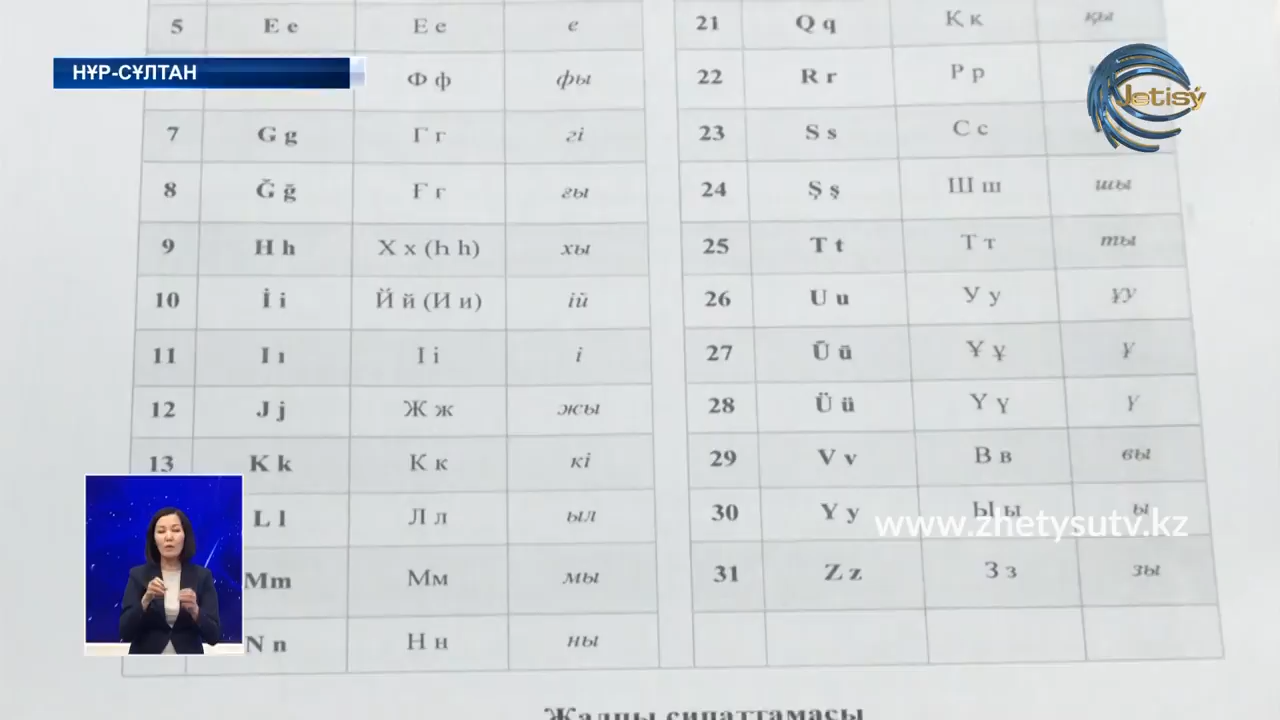 5 E e Е е е
НҰР-СҰЛТАН
Ф ф фы
7 G g Г г гі
8 Ğ ğ Ғ ғ ғы
9 H h Х х (Һ һ) хы
10 İ i Й й (И и) ій
11 I ı І і і
12 J j Ж ж жы
13 K k К к кі
L l Л л ыл
Mm Мм мы
N n Н н ны
21 Q q Қ қ қы
22 R r Р р
23 S s С с
24 Ş ş Ш ш шы
25 T t Т т ты
26 U u У у ұу
27 Ū ū Ұ ұ ұ
28 Ü ü Ү ү ү
29 V v В в вы
30 Y y Ы ы ы
31 Z z З з зы
Jetisý
www.zhetysutv.kz
Жалпы сипаттамасы